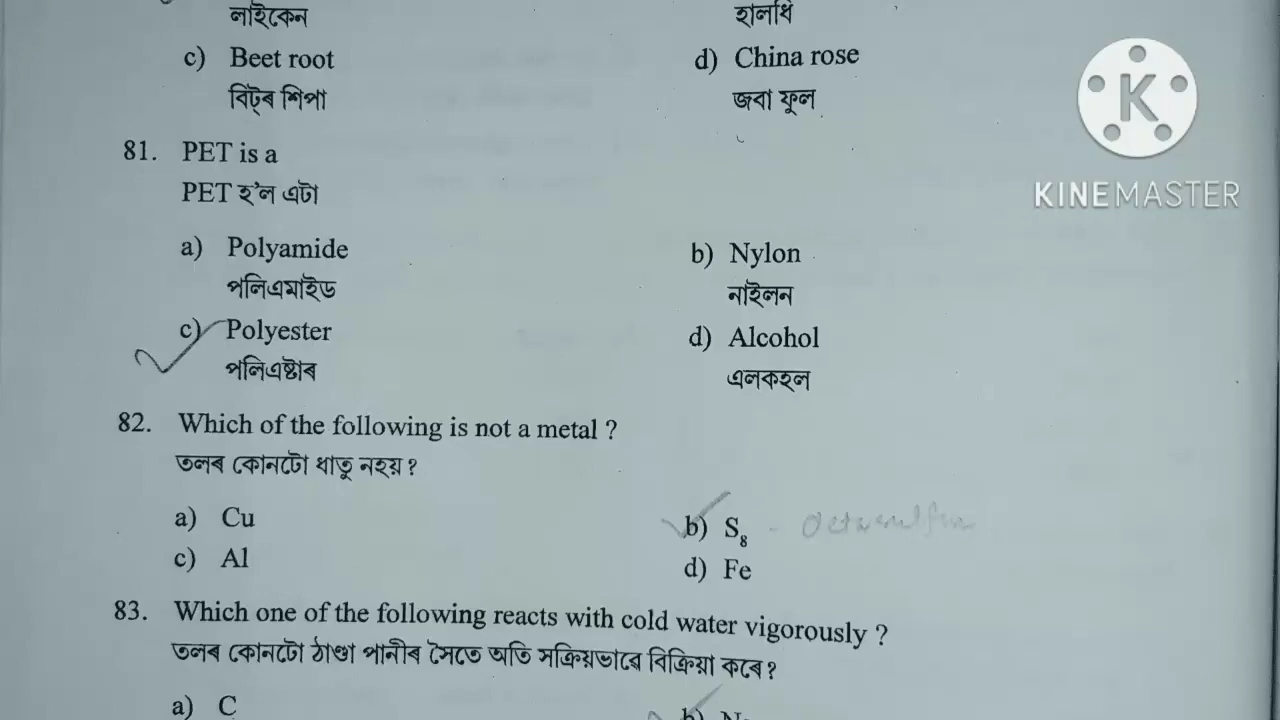 লাইকেন হালধি
c) Beet root d) China rose
বিট্‌ৰ শিপা জবা ফুল
81. PET is a
PET হ'ল এটা
a) Polyamide b) Nylon
পলিএমাইড নাইলন
c) Polyester d) Alcohol
পলিএষ্টাৰ এলকহল
82. Which of the following is not a metal ?
তলৰ কোনটো ধাতু নহয় ?
a) Cu b) S₈
c) Al d) Fe
83. Which one of the following reacts with cold water vigorously ?
তলৰ কোনটো ঠাণ্ডা পানীৰ সৈতে অতি সক্ৰিয়ভাৱে বিক্ৰিয়া কৰে ?
a) C b)
K
KINEMASTER